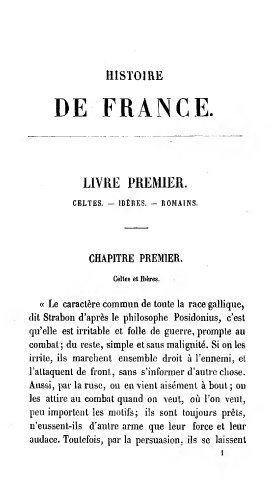 HISTOIRE
DE FRANCE.
LIVRE PREMIER.
CELTES. — IBÈRES. — ROMAINS.
CHAPITRE PREMIER.
Celtes et Ibères.
« Le caractère commun de toute la race gallique,
dit Strabon d'après le philosophe Posidonius, c'est
qu'elle est irritable et folle de guerre, prompte au
combat; du reste, simple et sans malignité. Si on les
irrite, ils marchent ensemble droit à l'ennemi, et
l'attaquent de front, sans s'informer d'autre chose.
Aussi, par la ruse, on en vient aisément à bout; on
les attire au combat quand on veut, où l'on veut,
peu importent les motifs; ils sont toujours prêts,
n'eussent-ils d'autre arme que leur force et leur
audace. Toutefois, par la persuasion, ils se laissent
1